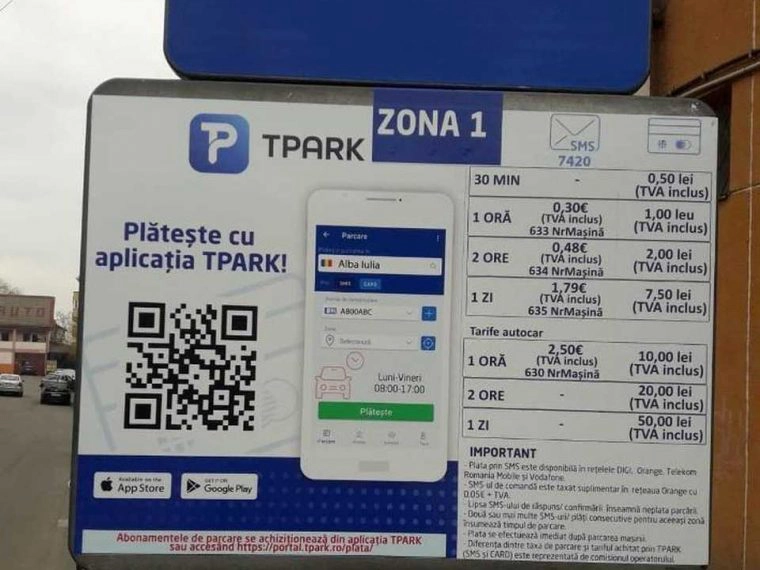 TPARK
ZONA 1
SMS
7420
Plătește cu
aplicația TPARK!
Parcare
Alba Iulia
SMS
CARD
AB00ABC
Zona
Selectează
Luni-Vineri
08:00-17:00
Plătește
Available on the
App Store
GET IT ON
Google Play
Abonamentele de parcare se achiziționează din aplicația TPARK
sau accesând https://portal.tpark.ro/plata/
30 MIN - 0,50 lei
(TVA inclus)
1 ORĂ 0,30€ 1,00 leu
(TVA inclus) (TVA inclus)
633 NrMașină
2 ORE 0,48€ 2,00 lei
(TVA inclus) (TVA inclus)
634 NrMașină
1 ZI 1,79€ 7,50 lei
(TVA inclus) (TVA inclus)
635 NrMașină
Tarife autocar
1 ORĂ 2,50€ 10,00 lei
(TVA inclus) (TVA inclus)
630 NrMașină
2 ORE - 20,00 lei
(TVA inclus)
1 ZI - 50,00 lei
(TVA inclus)
IMPORTANT
- Plata prin SMS este disponibilă în rețelele DIGI, Orange, Telekom
Romania Mobile și Vodafone.
- SMS-ul de comandă este taxat suplimentar în rețeaua Orange cu
0.05€ + TVA.
- Lipsa SMS-ului de răspuns/ confirmării înseamnă neplata parcării.
- Două sau mai multe SMS-uri/ plăți consecutive pentru aceeași zonă
însumează timpul de parcare.
- Plata se efectuează imediat după parcarea mașinii.
- Diferența dintre taxa de parcare și tariful achitat prin TPARK
(SMS și CARD) este reprezentată de comisionul operatorului.